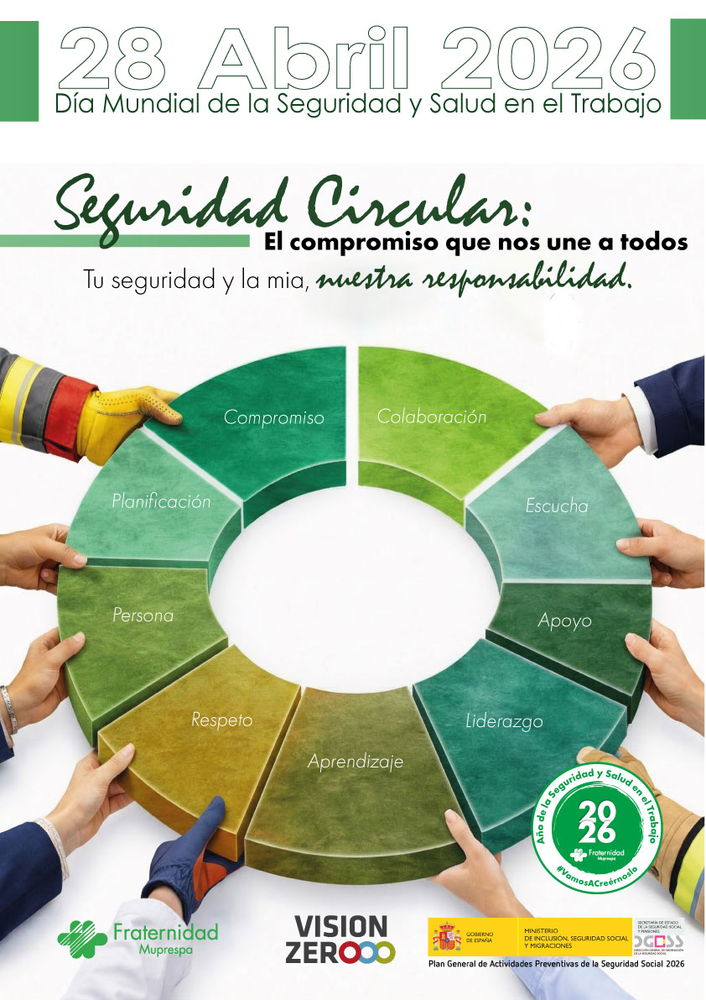 28 Abril 2026
Día Mundial de la Seguridad y Salud en el Trabajo
Seguridad Circular:
El compromiso que nos une a todos
Tu seguridad y la mia, nuestra responsabilidad.
Compromiso
Colaboración
Planificación
Escucha
Persona
Apoyo
Respeto
Liderazgo
Aprendizaje
Año de la Seguridad y Salud en el Trabajo
20
26
Fraternidad
Muprespa
#VamosACreérnoslo
Fraternidad
Muprespa
VISION
ZEROOO
GOBIERNO
DE ESPAÑA
MINISTERIO
DE INCLUSIÓN, SEGURIDAD SOCIAL
Y MIGRACIONES
SECRETARÍA DE ESTADO
DE LA SEGURIDAD SOCIAL
Y PENSIONES
DGOSS
DIRECCIÓN GENERAL DE ORDENACIÓN
DE LA SEGURIDAD SOCIAL
Plan General de Actividades Preventivas de la Seguridad Social 2026